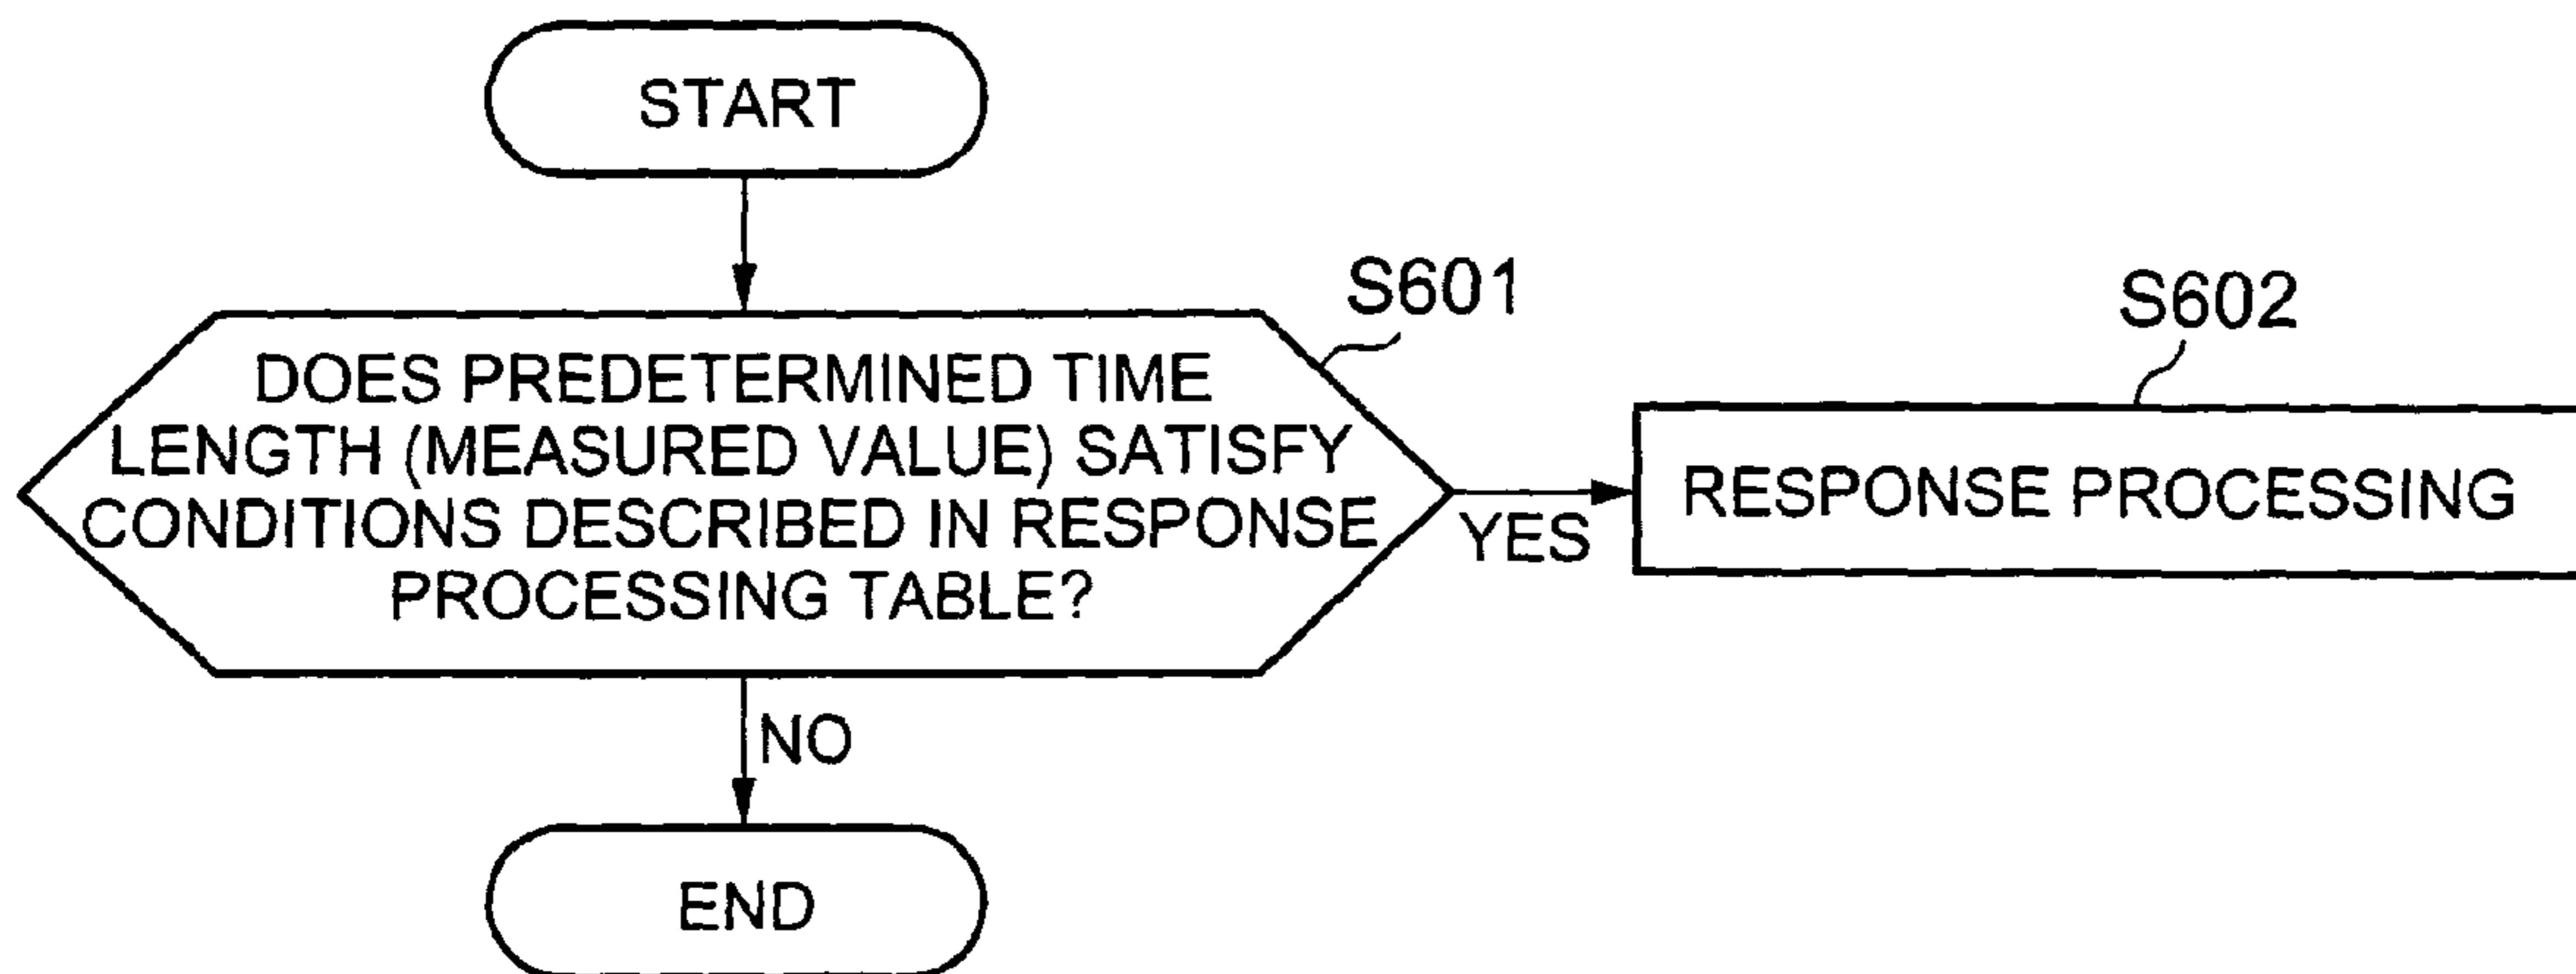 START
S601
S602
DOES PREDETERMINED TIME
LENGTH (MEASURED VALUE) SATISFY
CONDITIONS DESCRIBED IN RESPONSE
PROCESSING TABLE?
YES
RESPONSE PROCESSING
NO
END